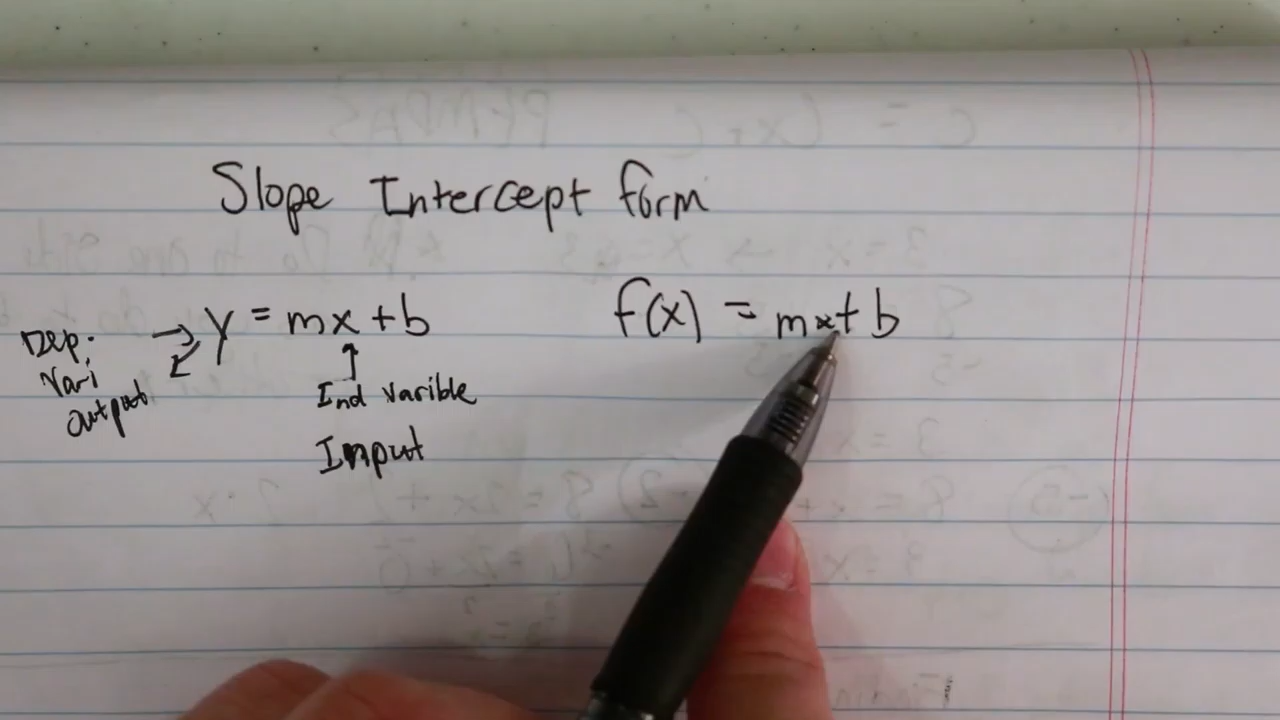 Slope Intercept form
y = mx + b
f(x) = mx + b
Dep.
Vari
output
Ind Varible
Input